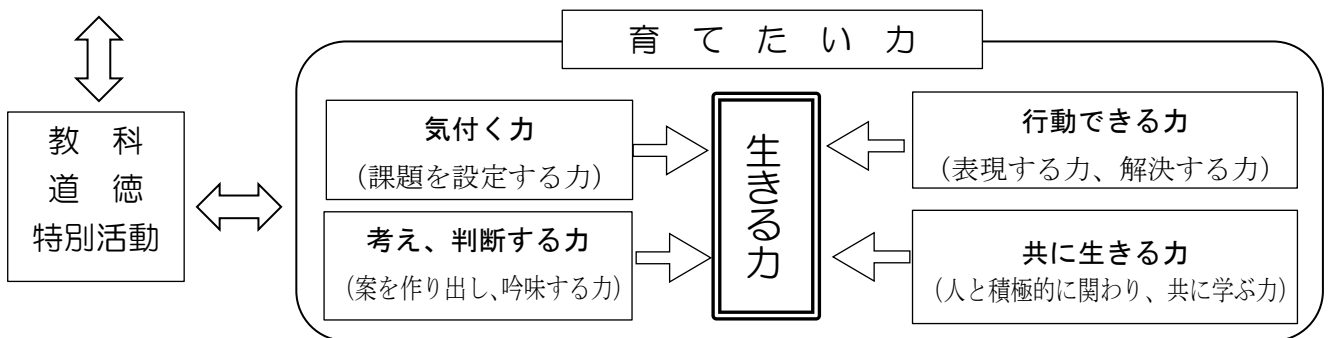 育てたい力
教科
道徳
特別活動
気付く力
（課題を設定する力）
考え、判断する力
（案を作り出し、吟味する力）
生きる力
行動できる力
（表現する力、解決する力）
共に生きる力
（人と積極的に関わり、共に学ぶ力）